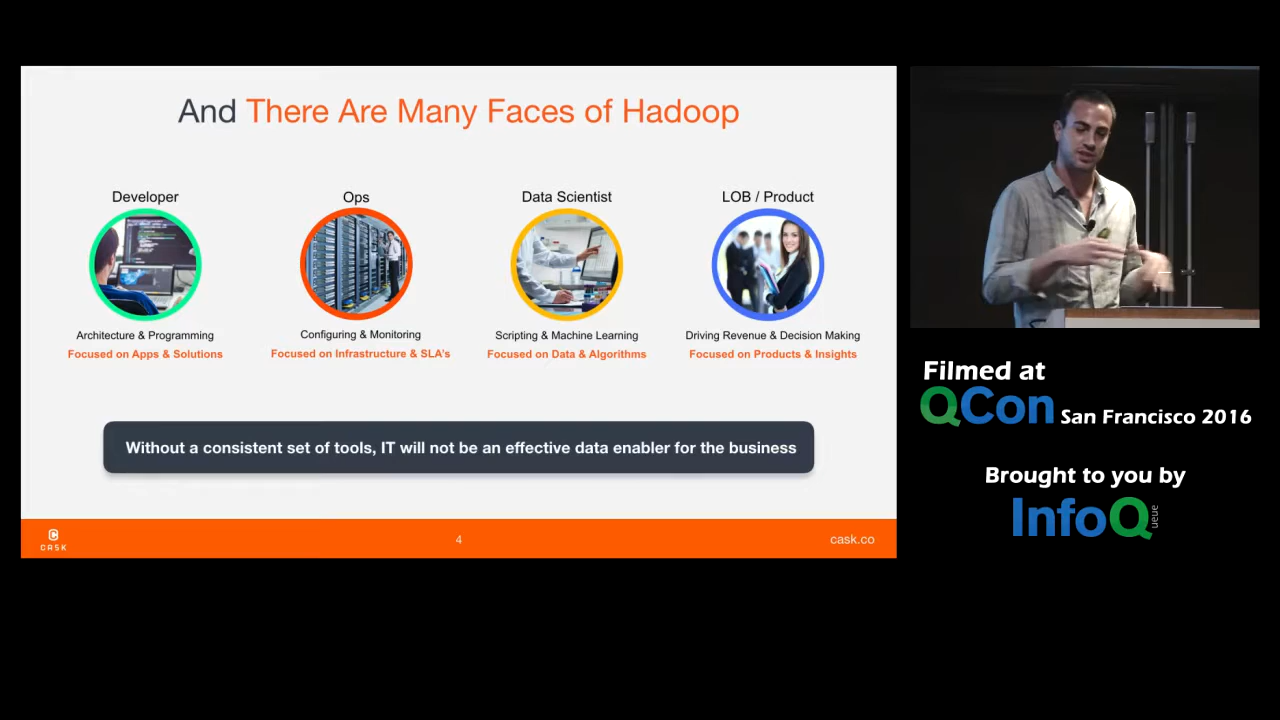 And There Are Many Faces of Hadoop
Developer
Architecture & Programming
Focused on Apps & Solutions
Ops
Configuring & Monitoring
Focused on Infrastructure & SLA's
Data Scientist
Scripting & Machine Learning
Focused on Data & Algorithms
LOB / Product
Driving Revenue & Decision Making
Focused on Products & Insights
Without a consistent set of tools, IT will not be an effective data enabler for the business
CASK
4
cask.co
Filmed at
QCon San Francisco 2016
Brought to you by
InfoQ
ueue